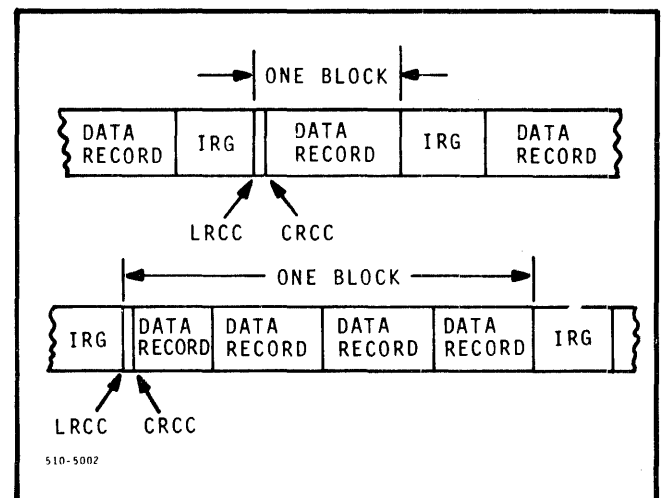 ONE BLOCK
DATA RECORD
IRG
DATA RECORD
IRG
DATA RECORD
LRCC CRCC
ONE BLOCK
IRG
DATA RECORD
DATA RECORD
DATA RECORD
DATA RECORD
IRG
LRCC CRCC
510-5002